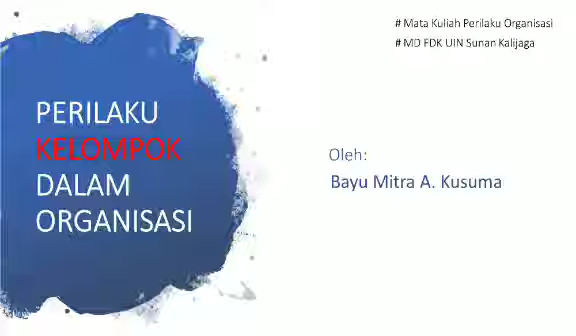 # Mata Kuliah Perilaku Organisasi
# MD FDK UIN Sunan Kalijaga
PERILAKU
KELOMPOK
DALAM
ORGANISASI
Oleh:
Bayu Mitra A. Kusuma